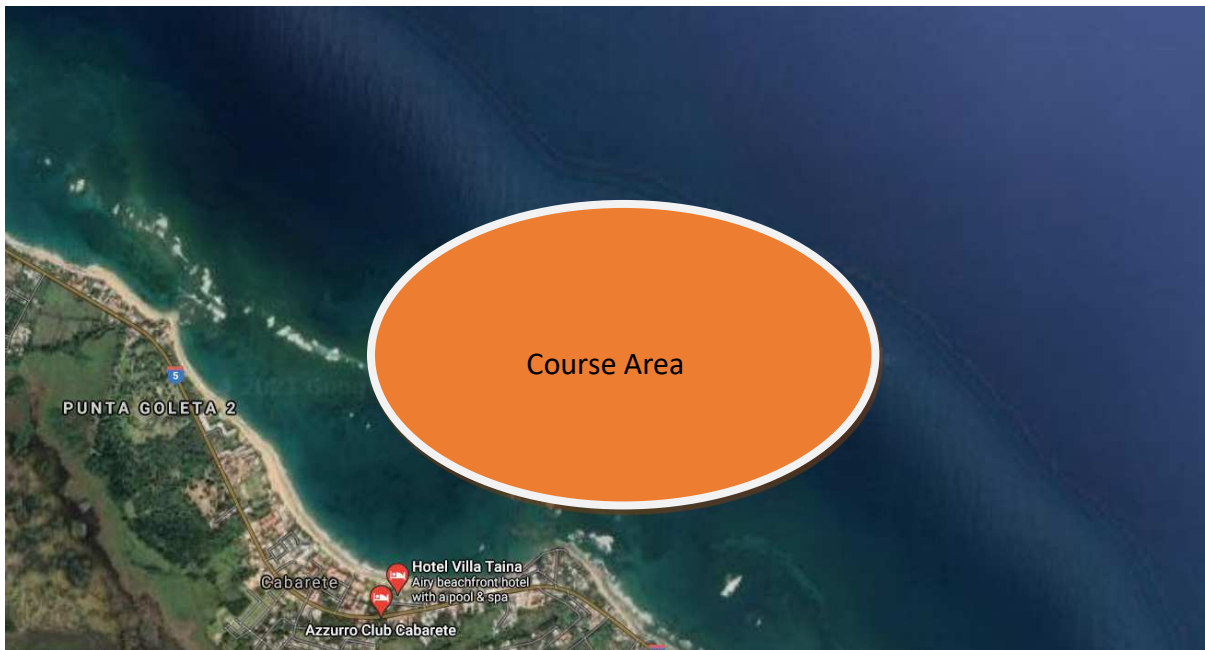 Course Area
5
PUNTA GOLETA 2
Hotel Villa Taina
Airy beachfront hotel
with a pool & spa
Cabarete
Azzurro Club Cabarete